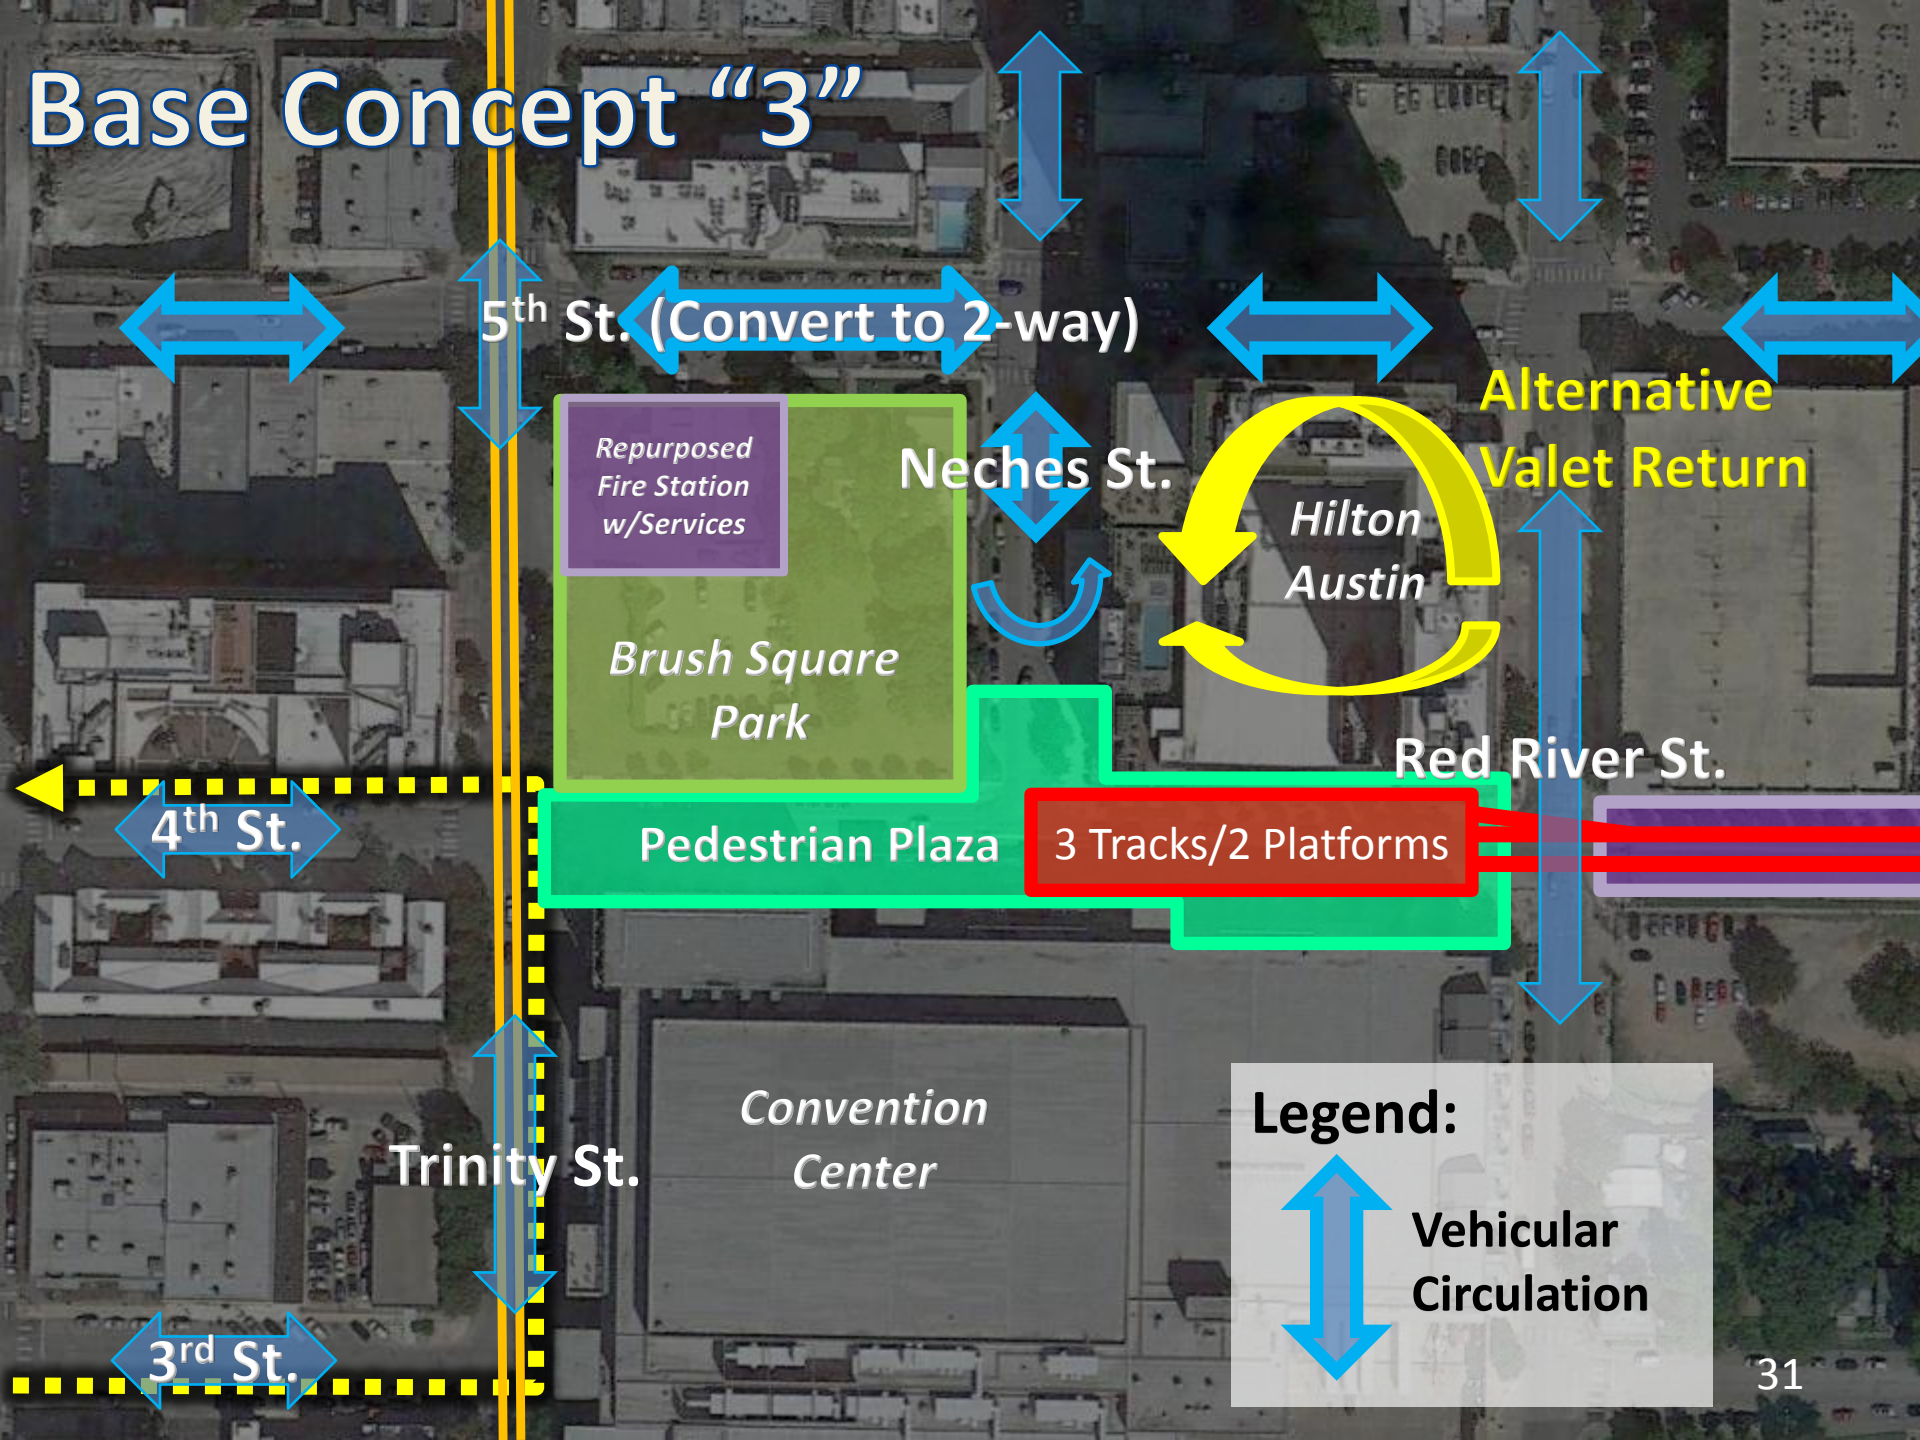 Base Concept “3”
5th St. (Convert to 2-way)
Alternative
Valet Return
Repurposed
Fire Station
w/Services
Neches St.
Hilton
Austin
Brush Square
Park
Red River St.
4th St.
Pedestrian Plaza
3 Tracks/2 Platforms
Convention
Center
Trinity St.
3rd St.
Legend:
Vehicular
Circulation
31